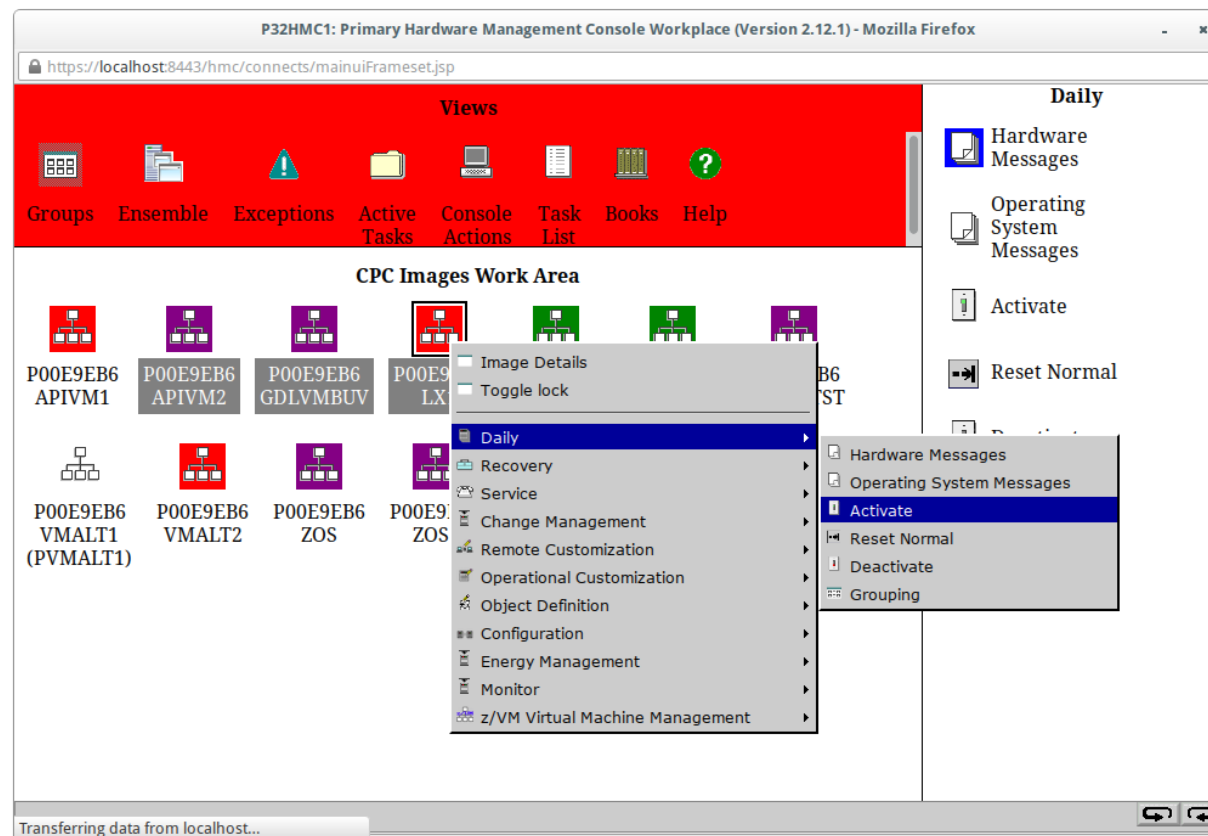 P32HMC1: Primary Hardware Management Console Workplace (Version 2.12.1) - Mozilla Firefox
https://localhost:8443/hmc/connects/mainuiFrameset.jsp
Views
Groups
Ensemble
Exceptions
Active
Tasks
Console
Actions
Task
List
Books
Help
CPC Images Work Area
P00E9EB6
APIVM1
P00E9EB6
APIVM2
P00E9EB6
GDLVMBUV
P00E9
LX
B6
TST
P00E9EB6
VMALT1
(PVMALT1)
P00E9EB6
VMALT2
P00E9EB6
ZOS
P00E9
ZOS
Image Details
Toggle lock
Daily
Recovery
Service
Change Management
Remote Customization
Operational Customization
Object Definition
Configuration
Energy Management
Monitor
z/VM Virtual Machine Management
Hardware Messages
Operating System Messages
Activate
Reset Normal
Deactivate
Grouping
Daily
Hardware
Messages
Operating
System
Messages
Activate
Reset Normal
Transferring data from localhost...